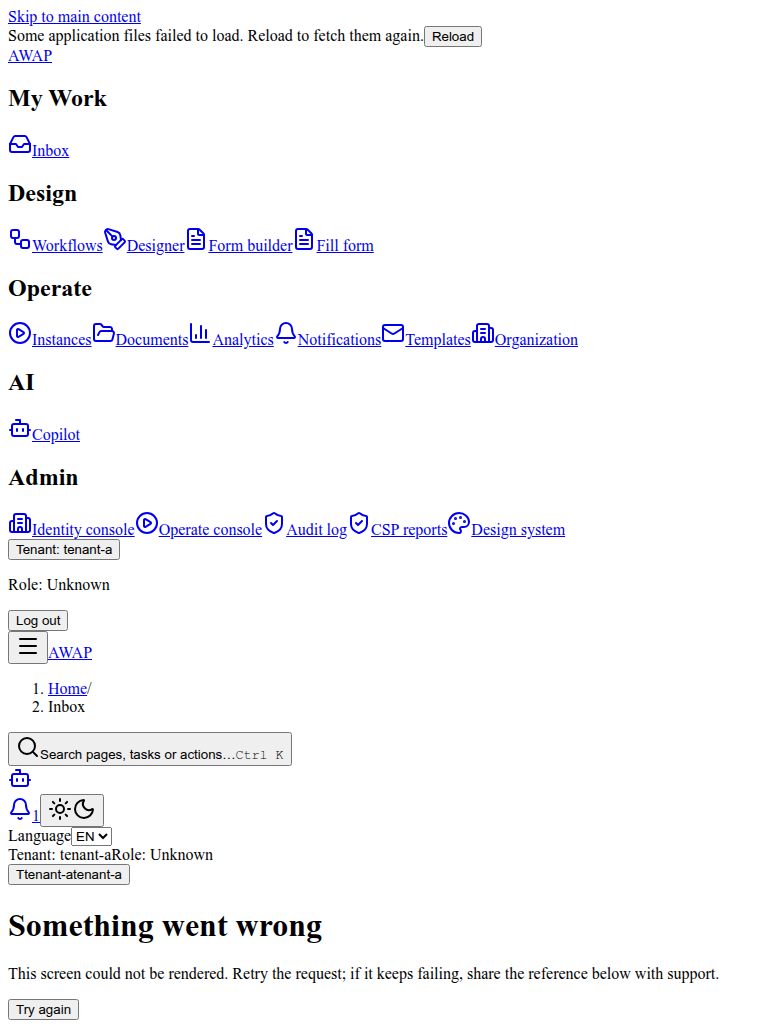 Skip to main content
Some application files failed to load. Reload to fetch them again. Reload
AWAP
My Work
Inbox
Design
Workflows Designer Form builder Fill form
Operate
Instances Documents Analytics Notifications Templates Organization
AI
Copilot
Admin
Identity console Operate console Audit log CSP reports Design system
Tenant: tenant-a
Role: Unknown
Log out
AWAP
1. Home/
2. Inbox
Search pages, tasks or actions…Ctrl K
1
Language EN
Tenant: tenant-aRole: Unknown
Ttenant-atenant-a
Something went wrong
This screen could not be rendered. Retry the request; if it keeps failing, share the reference below with support.
Try again